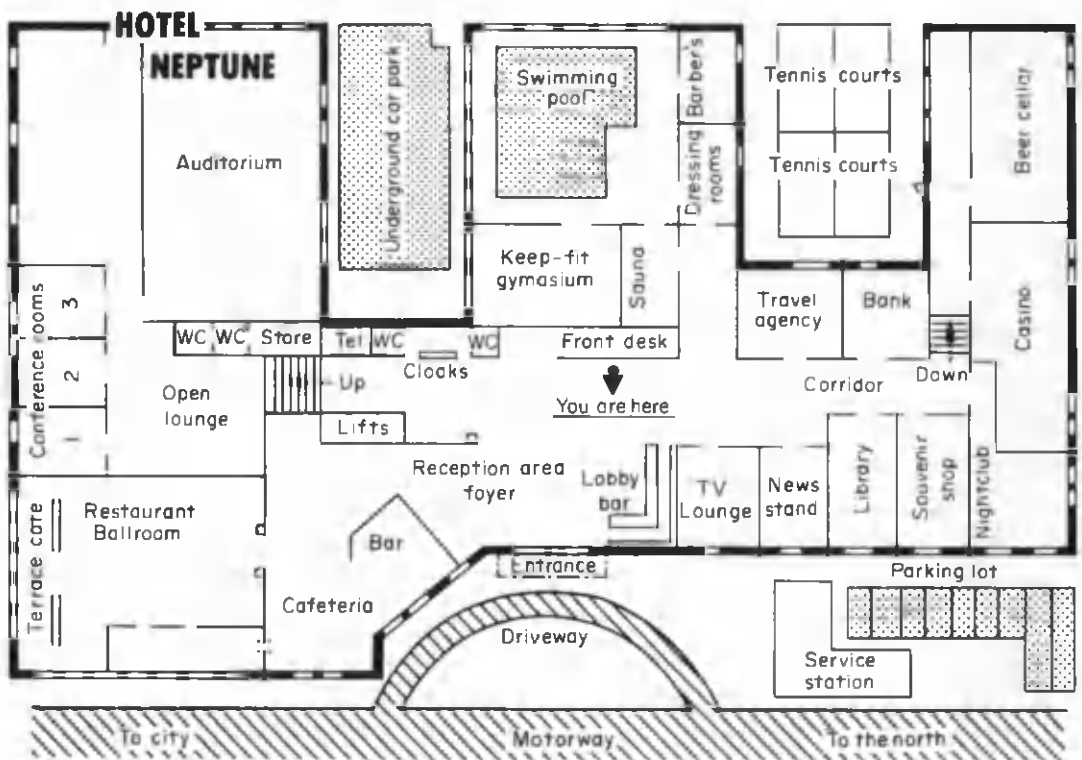 HOTEL
NEPTUNE
Auditorium
Underground car park
Swimming
pool
Barber's
Dressing
rooms
Tennis courts
Tennis courts
Beer cellar
Keep-fit
gymasium
Sauna
Travel
agency
Bank
Casino
Conference rooms
3
2
1
WC
WC
Store
Tel
WC
WC
Cloaks
Front desk
Up
Open
lounge
Lifts
You are here
Corridor
Down
Reception area
foyer
Lobby
bar
TV
Lounge
News
stand
Library
Souvenir
shop
Nightclub
Restaurant
Ballroom
Terrace cafe
Bar
Cafeteria
Entrance
Driveway
Parking lot
Service
station
To city
Motorway
To the north